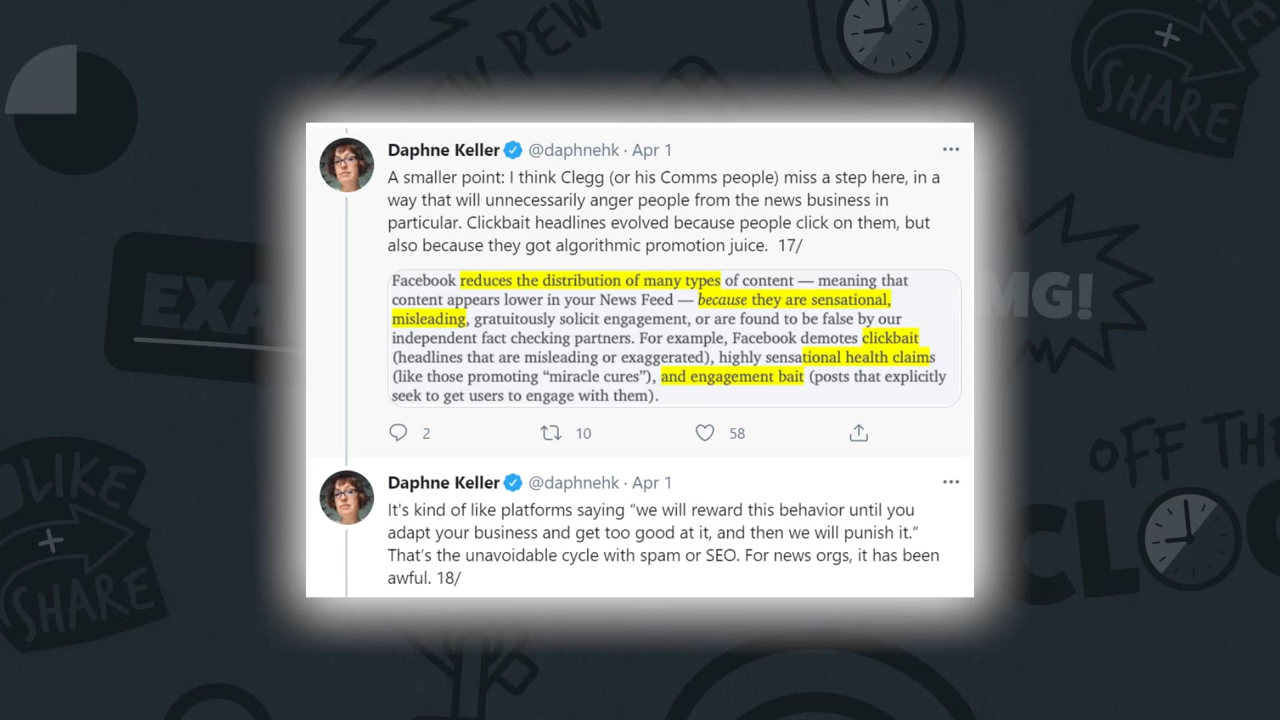 PEW PEW
SHARE
Daphne Keller @daphnehk · Apr 1
A smaller point: I think Clegg (or his Comms people) miss a step here, in a
way that will unnecessarily anger people from the news business in
particular. Clickbait headlines evolved because people click on them, but
also because they got algorithmic promotion juice. 17/
Facebook reduces the distribution of many types of content — meaning that
content appears lower in your News Feed — because they are sensational,
misleading, gratuitously solicit engagement, or are found to be false by our
independent fact checking partners. For example, Facebook demotes clickbait
(headlines that are misleading or exaggerated), highly sensational health claims
(like those promoting “miracle cures”), and engagement bait (posts that explicitly
seek to get users to engage with them).
2 10 58
Daphne Keller @daphnehk · Apr 1
It's kind of like platforms saying “we will reward this behavior until you
adapt your business and get too good at it, and then we will punish it.”
That’s the unavoidable cycle with spam or SEO. For news orgs, it has been
awful. 18/
LIKE
SHARE
OFF THE